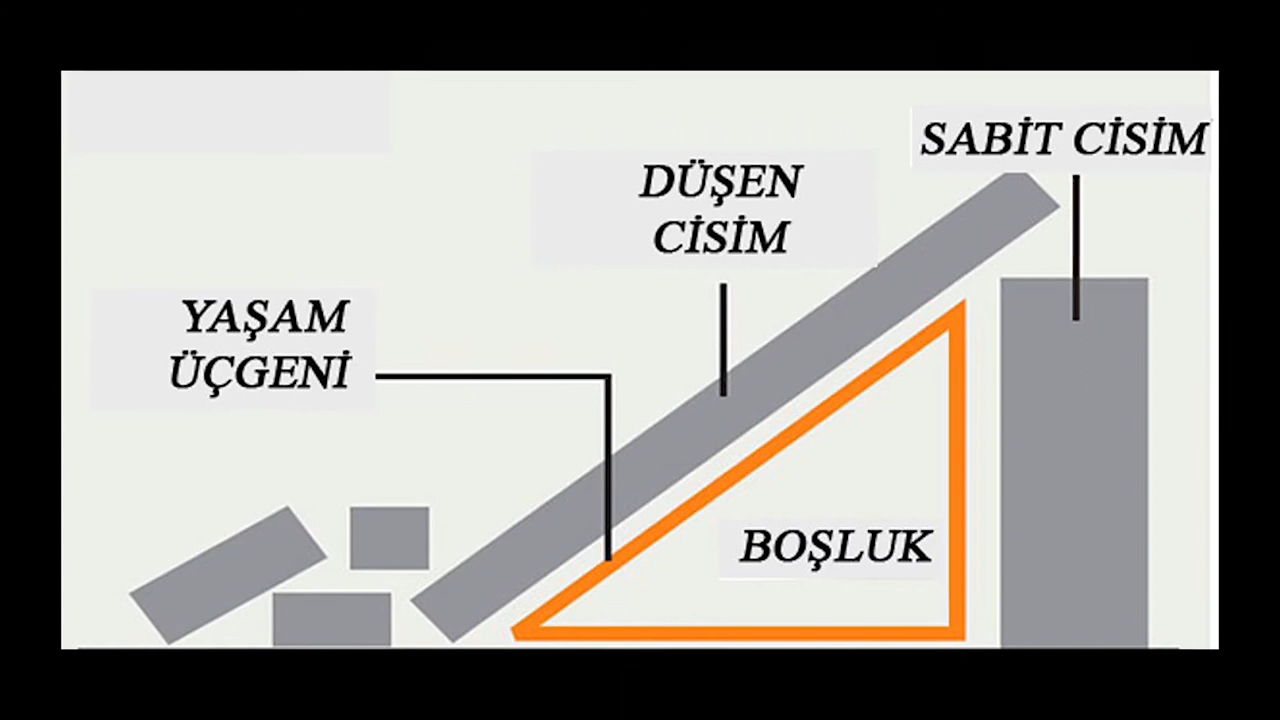 SABİT CİSİM
DÜŞEN
CİSİM
YAŞAM
ÜÇGENİ
BOŞLUK